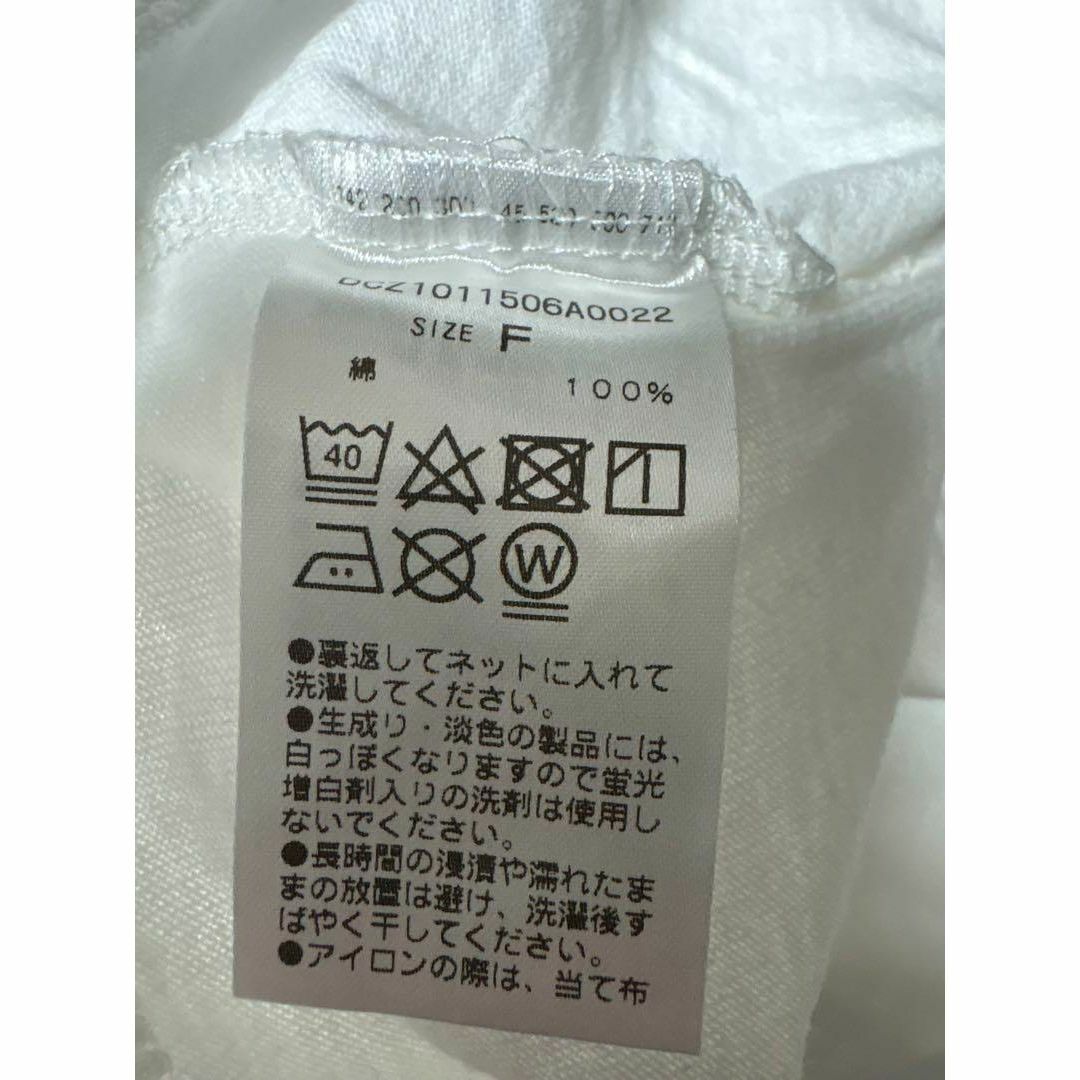 1011506A0022
SIZE F
綿 100%
40
W
●裏返してネットに入れて
洗濯してください。
●生成り・淡色の製品には、
白っぽくなりますので蛍光
増白剤入りの洗剤は使用し
ないでください。
●長時間の浸漬や濡れたま
まの放置は避け、洗濯後す
ばやく干してください。
●アイロンの際は、当て布